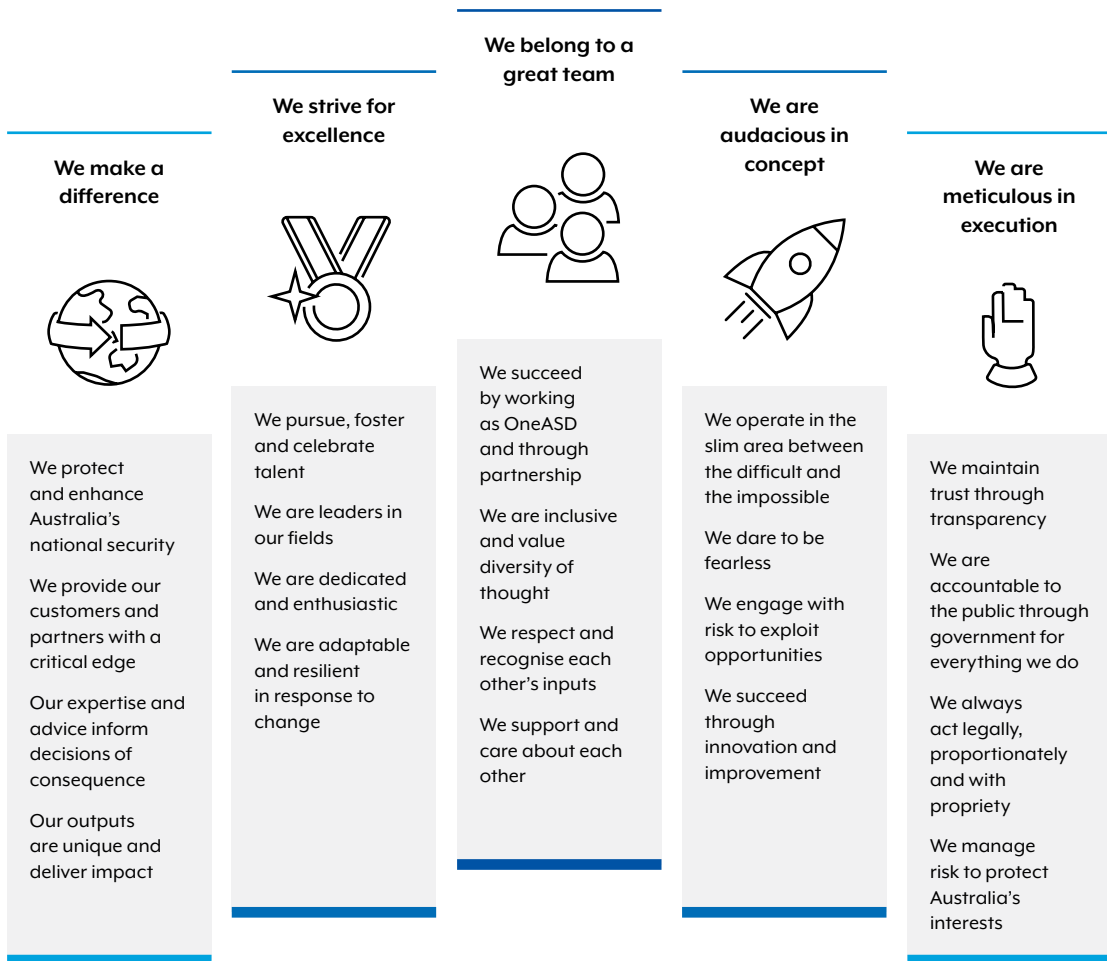 We make a
difference
We protect
and enhance
Australia’s
national security
We provide our
customers and
partners with a
critical edge
Our expertise and
advice inform
decisions of
consequence
Our outputs
are unique and
deliver impact
We strive for
excellence
We pursue, foster
and celebrate
talent
We are leaders in
our fields
We are dedicated
and enthusiastic
We are adaptable
and resilient
in response to
change
We belong to a
great team
We succeed
by working
as OneASD
and through
partnership
We are inclusive
and value
diversity of
thought
We respect and
recognise each
other’s inputs
We support and
care about each
other
We are
audacious in
concept
We operate in the
slim area between
the difficult and
the impossible
We dare to be
fearless
We engage with
risk to exploit
opportunities
We succeed
through
innovation and
improvement
We are
meticulous in
execution
We maintain
trust through
transparency
We are
accountable to
the public through
government for
everything we do
We always
act legally,
proportionately
and with
propriety
We manage
risk to protect
Australia’s
interests